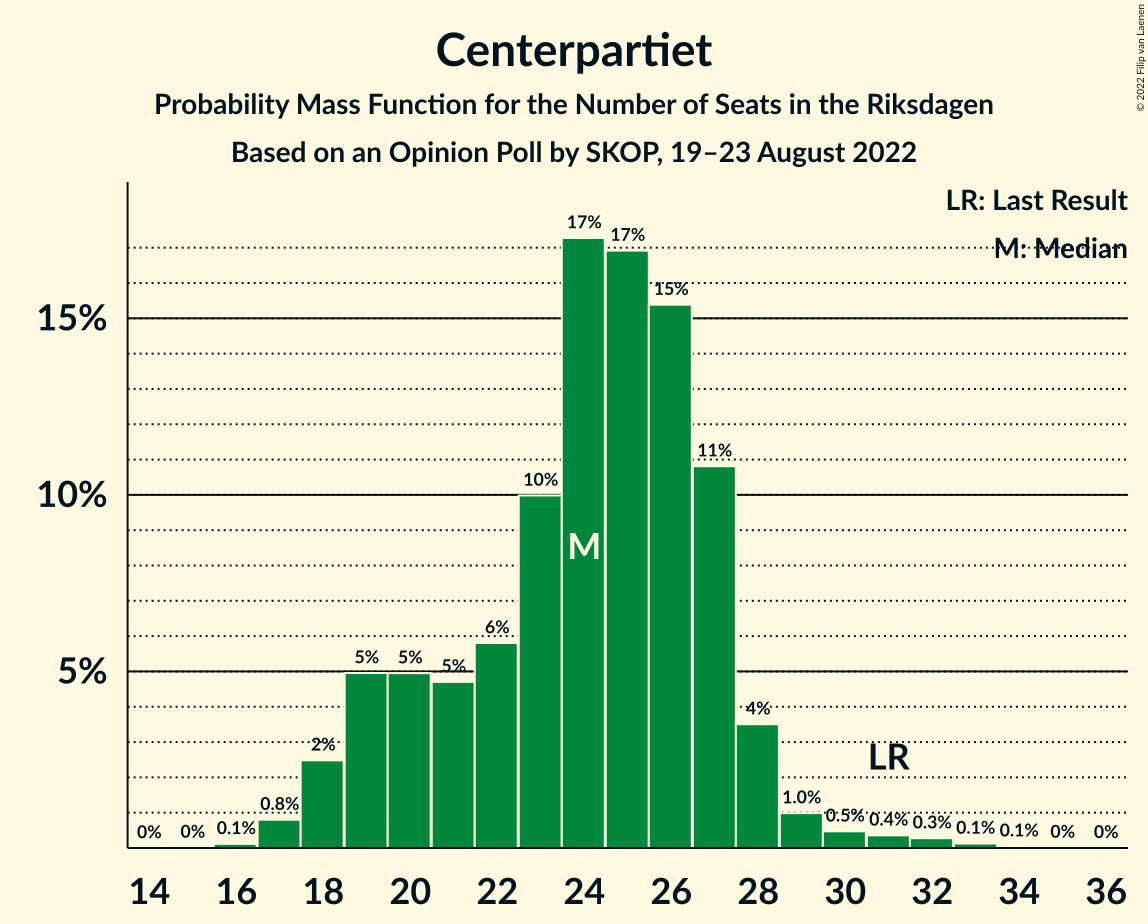 Centerpartiet
Probability Mass Function for the Number of Seats in the Riksdagen
Based on an Opinion Poll by SKOP, 19–23 August 2022
© 2022 Filip van Laenen
LR: Last Result
M: Median
15%
10%
5%
0% 0% 0.1% 0.8% 2% 5% 5% 5% 6% 10% 17% 17% 15% 11% 4% 1.0% 0.5% 0.4% 0.3% 0.1% 0.1% 0% 0%
M
LR
14 16 18 20 22 24 26 28 30 32 34 36